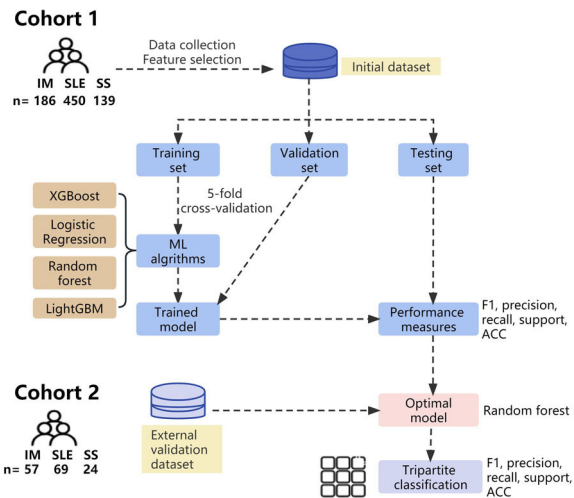 Cohort 1
IM SLE SS
n= 186 450 139
Data collection
Feature selection
Initial dataset
Training
set
Validation
set
Testing
set
5-fold
cross-validation
XGBoost
Logistic
Regression
Random
forest
LightGBM
ML
algorithms
Trained
model
Performance
measures
F1, precision,
recall, support,
ACC
Cohort 2
IM SLE SS
n= 57 69 24
External
validation
dataset
Optimal
model
Random forest
Tripartite
classification
F1, precision,
recall, support,
ACC